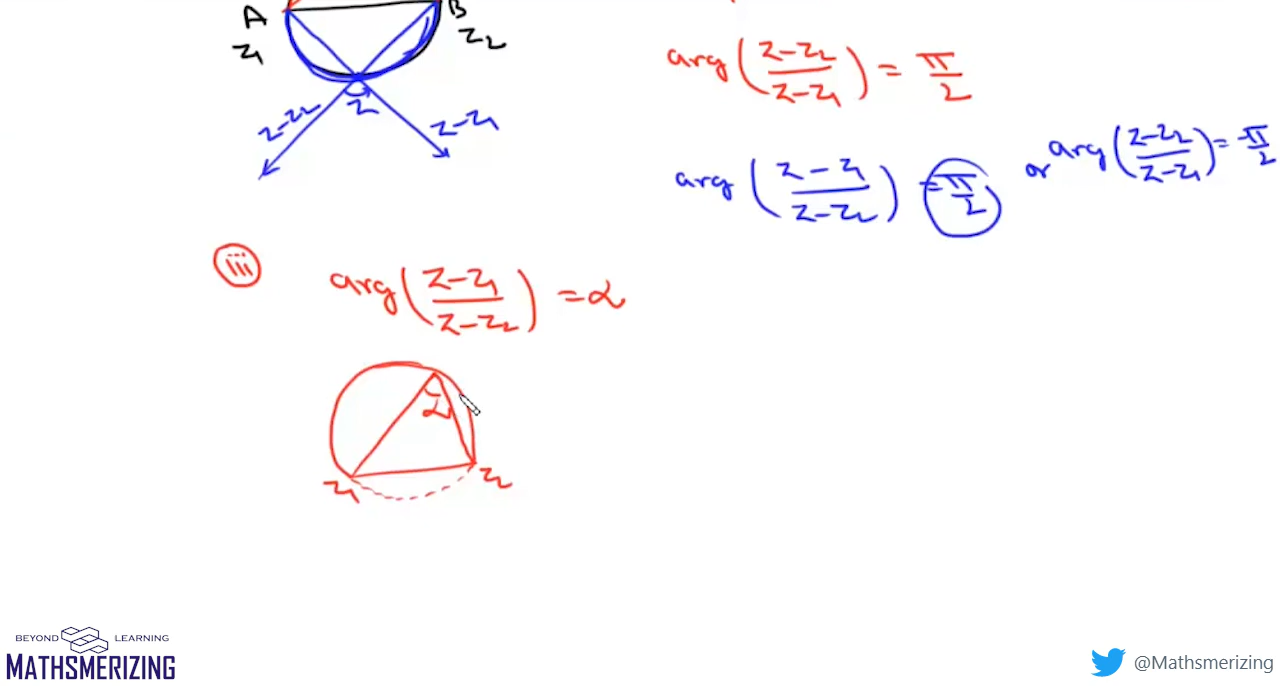 A
B
z₁
z₂
z-z₂
z
z-z₁
arg(z-z₂/z-z₁) = π/2
arg(z-z₁/z-z₂) = π/2 or arg(z-z₂/z-z₁) = -π/2
iii
arg(z-z₁/z-z₂) = α
α
z₁
z₂
BEYOND LEARNING
MATHSMERIZING
@Mathsmerizing